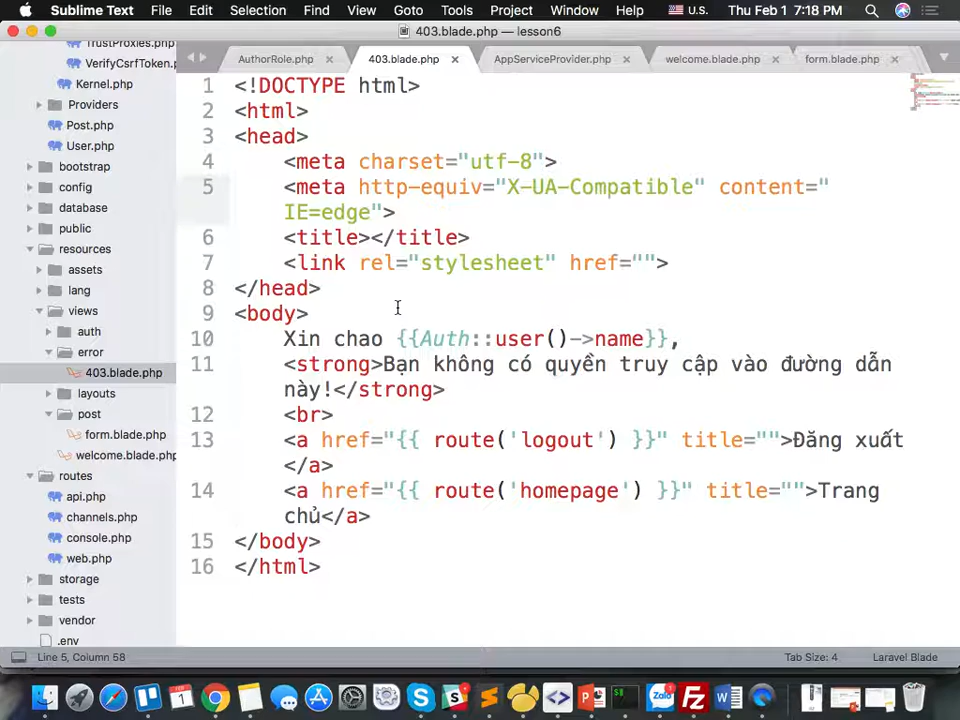 Sublime Text File Edit Selection Find View Goto Tools Project Window Help U.S. Thu Feb 1 7:18 PM
403.blade.php — lesson6
TrustProxies.php
VerifyCsrfToken.p
Kernel.php
Providers
Post.php
User.php
bootstrap
config
database
public
resources
assets
lang
views
auth
error
403.blade.php
layouts
post
form.blade.php
welcome.blade.php
routes
api.php
channels.php
console.php
web.php
storage
tests
vendor
.env
AuthorRole.php 403.blade.php AppServiceProvider.php welcome.blade.php form.blade.php
1 <!DOCTYPE html>
2 <html>
3 <head>
4 <meta charset="utf-8">
5 <meta http-equiv="X-UA-Compatible" content="
IE=edge">
6 <title></title>
7 <link rel="stylesheet" href="">
8 </head>
9 <body>
10 Xin chao {{Auth::user()->name}},
11 <strong>Bạn không có quyền truy cập vào đường dẫn
này!</strong>
12 <br>
13 <a href="{{ route('logout') }}" title="">Đăng xuất
</a>
14 <a href="{{ route('homepage') }}" title="">Trang
chủ</a>
15 </body>
16 </html>
Line 5, Column 58 Tab Size: 4 Laravel Blade